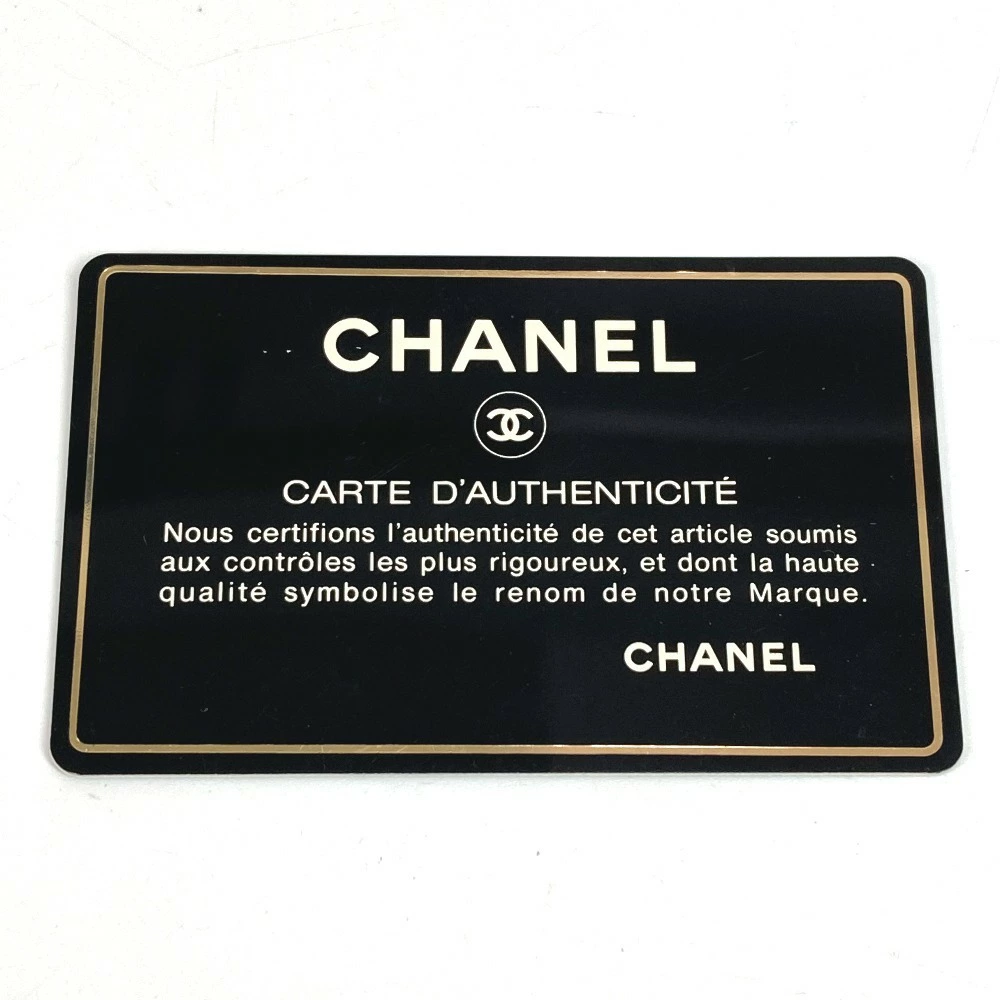 CHANEL
CARTE D'AUTHENTICITÉ
Nous certifions l'authenticité de cet article soumis
aux contrôles les plus rigoureux, et dont la haute
qualité symbolise le renom de notre Marque.
CHANEL